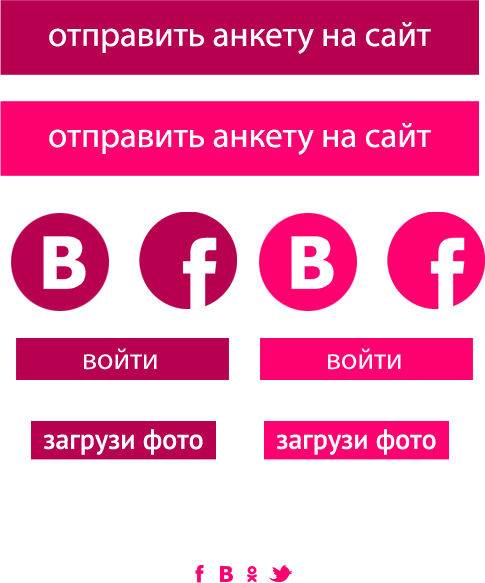 отправить анкету на сайт
отправить анкету на сайт
B f B f
войти войти
загрузи фото загрузи фото
f B